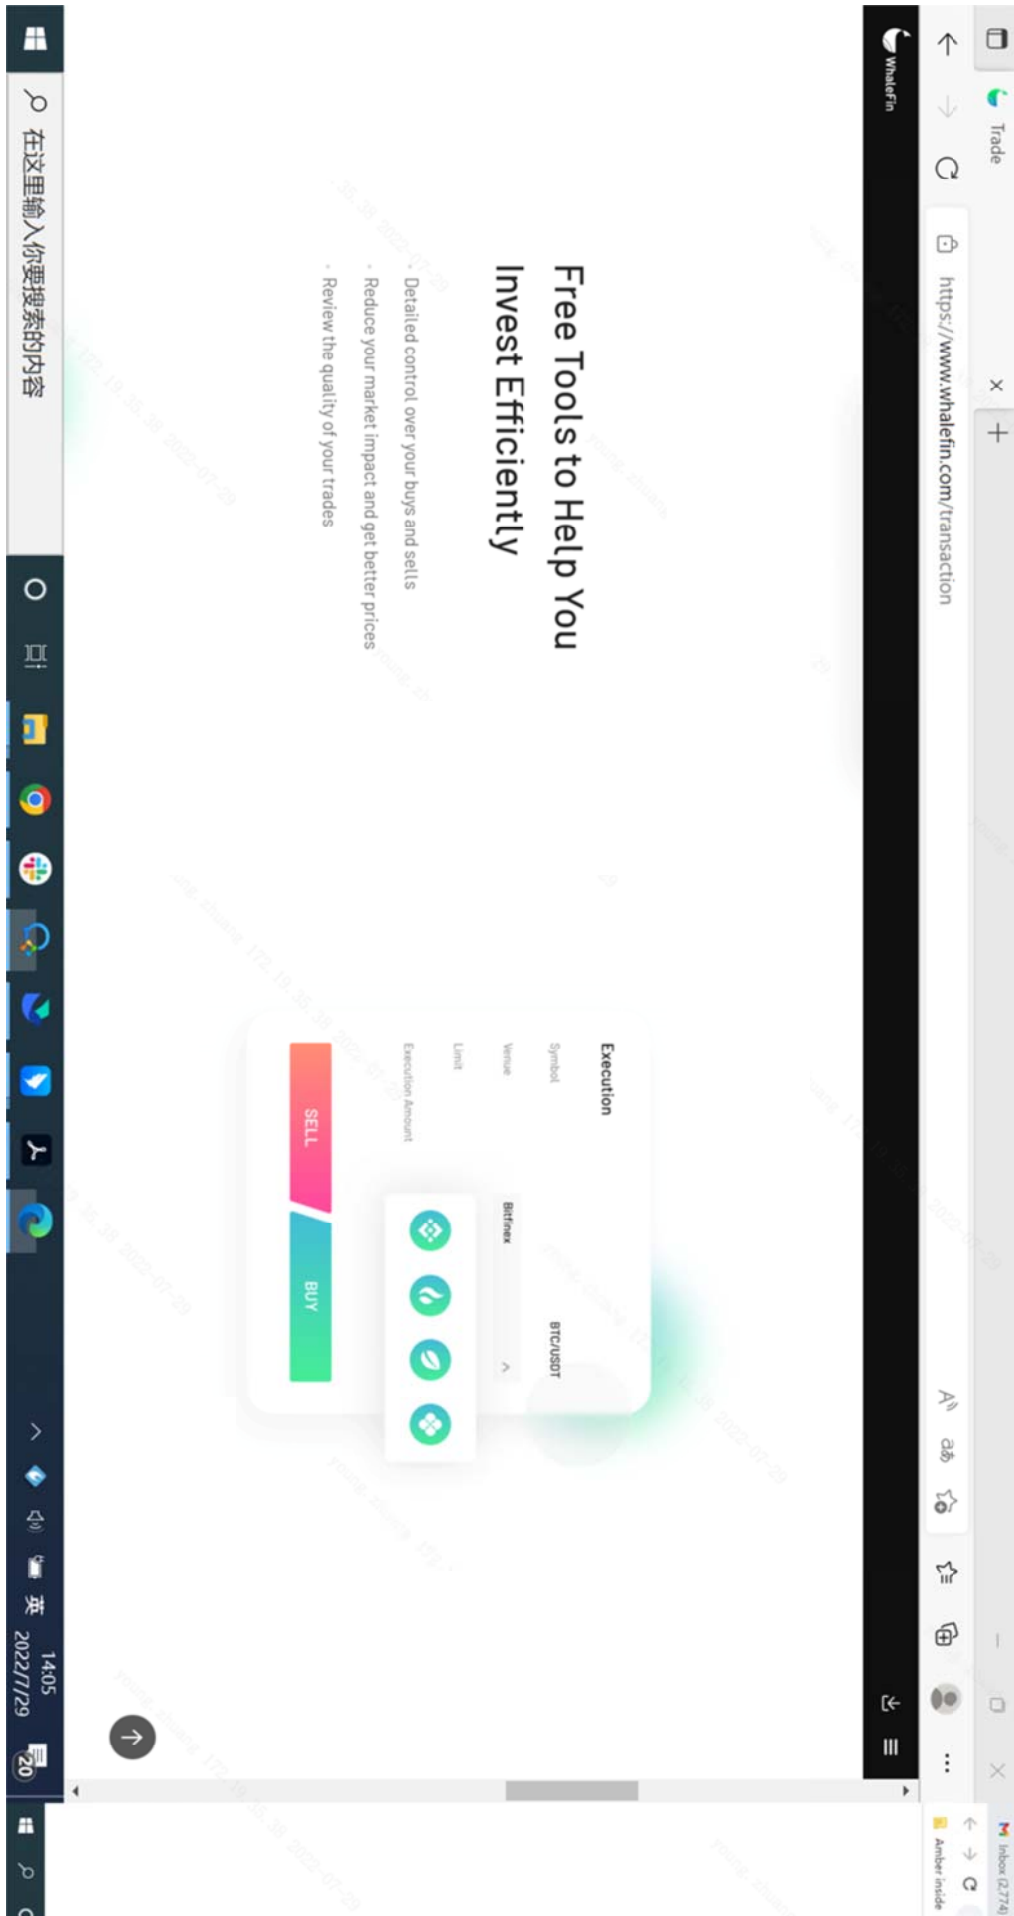 Trade
https://www.whalefin.com/transaction
WhaleFin
Free Tools to Help You
Invest Efficiently
· Detailed control over your buys and sells
· Reduce your market impact and get better prices
· Review the quality of your trades
Execution
Symbol BTC/USDT
Venue Bitfinex
Limit
Execution Amount
SELL BUY
在这里输入你要搜索的内容
英
14:05
2022/7/29
20
Inbox (2,774)
Amber inside